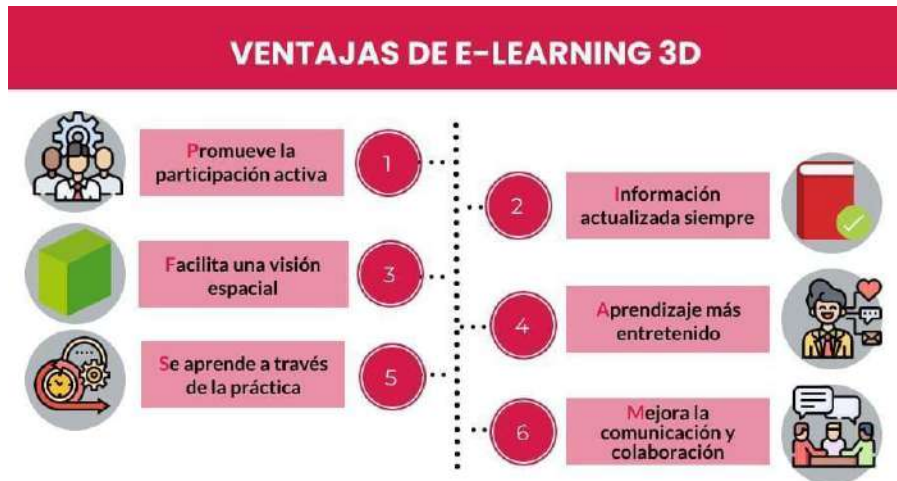 VENTAJAS DE E-LEARNING 3D
Promueve la
participación activa
1
2
Información
actualizada siempre
Facilita una visión
espacial
3
4
Aprendizaje más
entretenido
Se aprende a través
de la práctica
5
6
Mejora la
comunicación y
colaboración